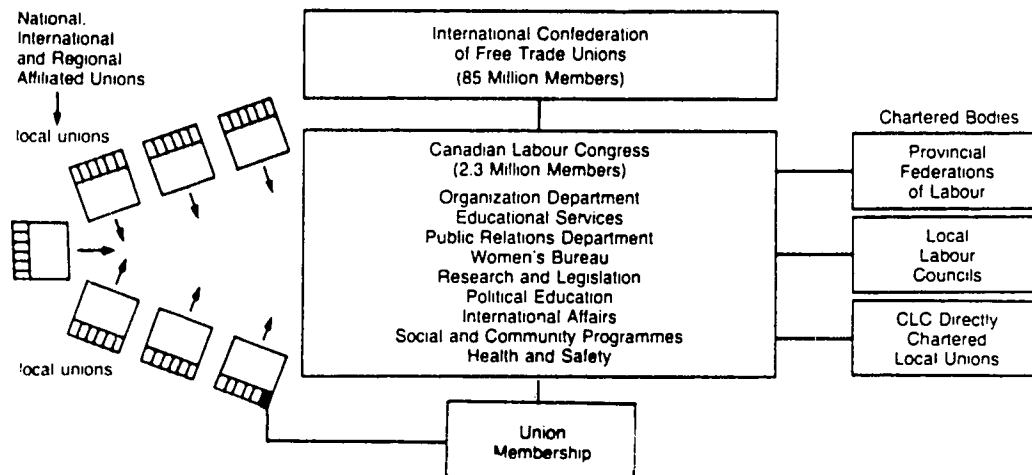 National,
International
and Regional
Affiliated Unions
local unions
local unions
International Confederation
of Free Trade Unions
(85 Million Members)
Canadian Labour Congress
(2.3 Million Members)
Organization Department
Educational Services
Public Relations Department
Women's Bureau
Research and Legislation
Political Education
International Affairs
Social and Community Programmes
Health and Safety
Union
Membership
Chartered Bodies
Provincial
Federations
of Labour
Local
Labour
Councils
CLC Directly
Chartered
Local Unions